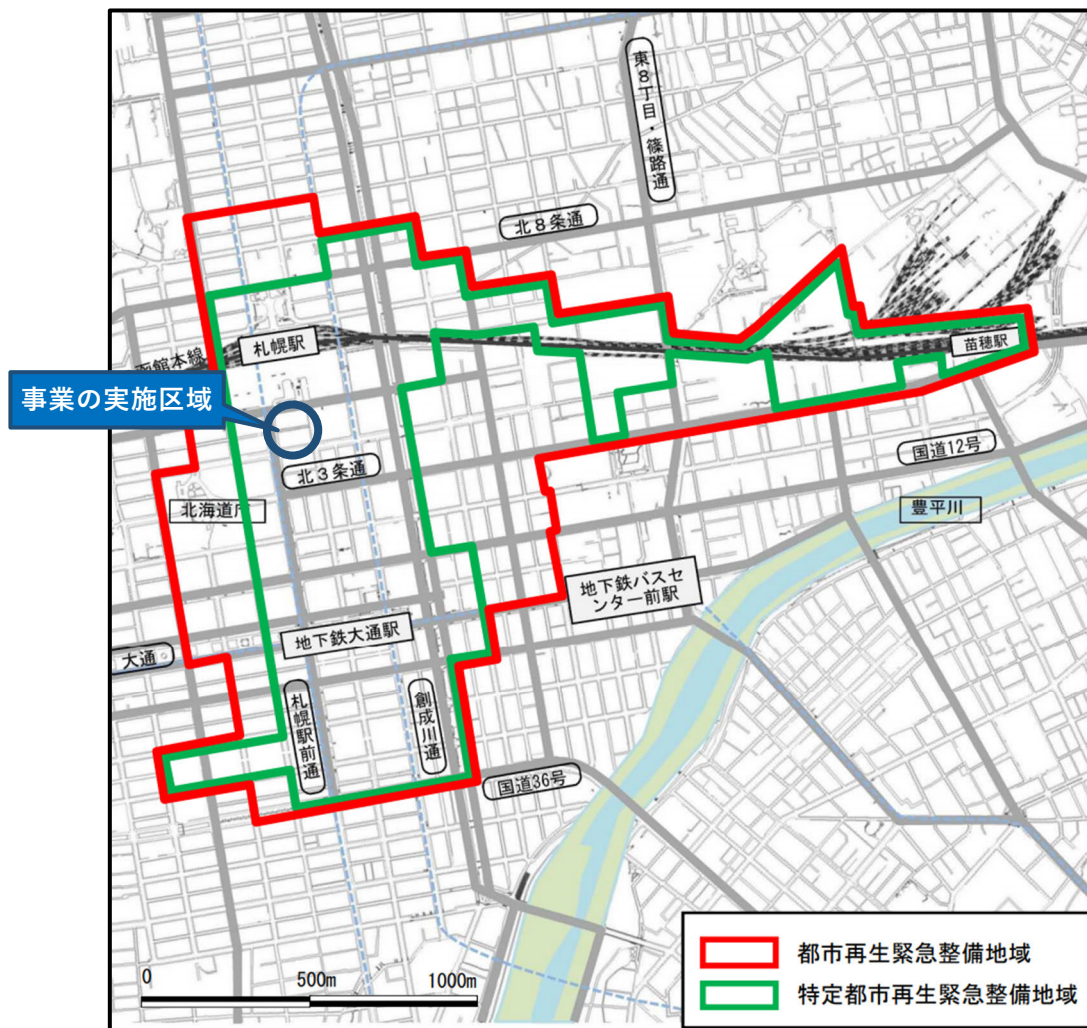 東８丁目・篠路通
北８条通
函館本線
札幌駅
苗穂駅
事業の実施区域
北３条通
国道12号
北海道庁
豊平川
地下鉄バスセ
ンター前駅
地下鉄大通駅
大通
札幌駅前通
創成川通
国道36号
都市再生緊急整備地域
特定都市再生緊急整備地域
0
500m
1000m